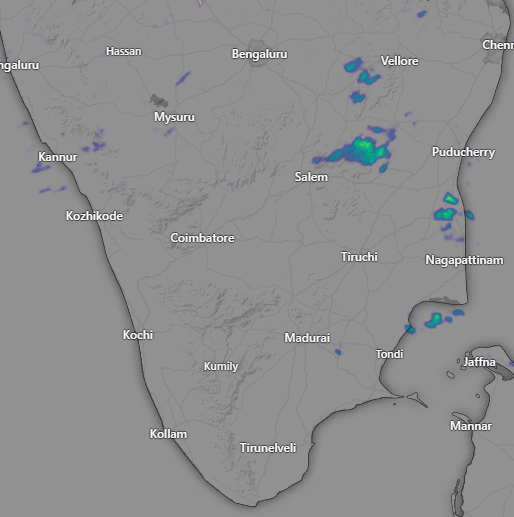 Hassan
Bengaluru
Chenn
ngaluru
Vellore
Mysuru
Kannur
Puducherry
Salem
Kozhikode
Coimbatore
Tiruchi
Nagapattinam
Kochi
Madurai
Tondi
Kumily
Jaffna
Mannar
Kollam
Tirunelveli